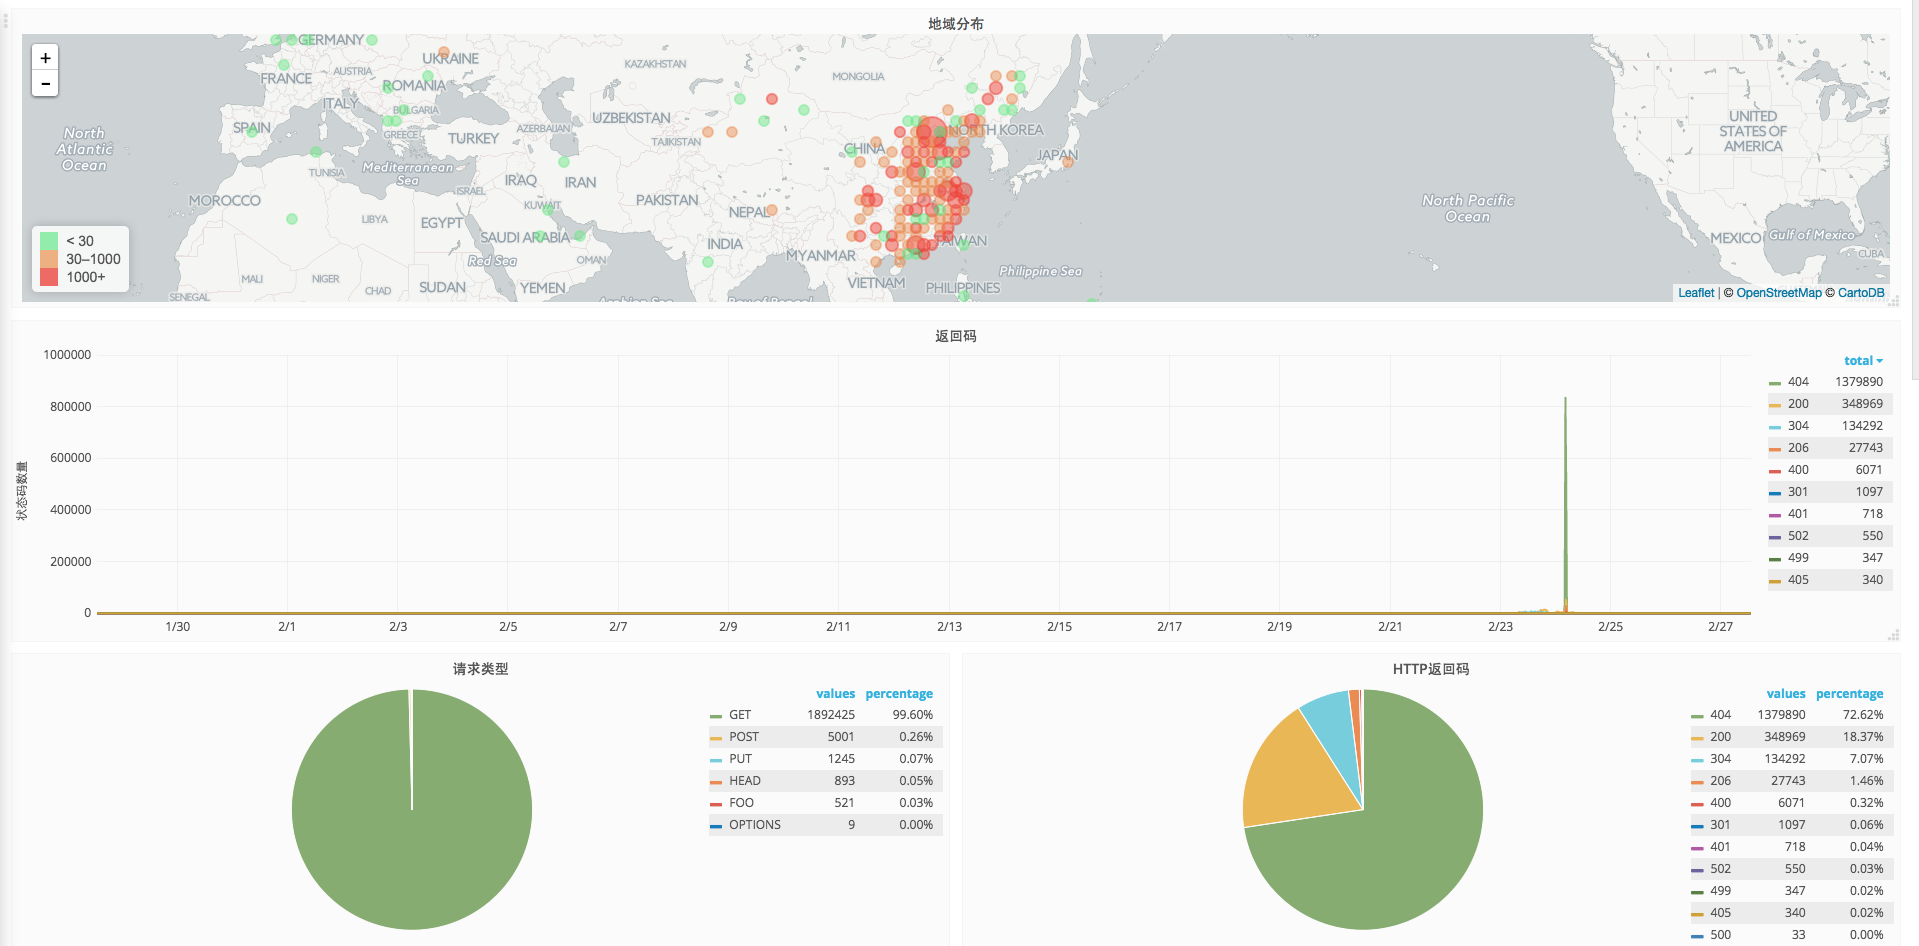 地域分布
+
−
GERMANY
UKRAINE
KAZAKHSTAN
MONGOLIA
FRANCE
AUSTRIA
ROMANIA
ITALY
BULGARIA
UZBEKISTAN
UNITED
STATES OF
AMERICA
SPAIN
GREECE
TURKEY
AZERBAIJAN
TAJIKISTAN
NORTH KOREA
North
Atlantic
Ocean
CHINA
JAPAN
Mediterranean
Sea
TUNISIA
ISRAEL
IRAQ
IRAN
MOROCCO
LIBYA
EGYPT
KUWAIT
PAKISTAN
NEPAL
North Pacific
Ocean
SAUDI ARABIA
INDIA
TAIWAN
MEXICO
Gulf of Mexico
Red Sea
OMAN
MYANMAR
CUBA
MALI
NIGER
CHAD
SUDAN
YEMEN
VIETNAM
PHILIPPINES
Philippine Sea
SENEGAL
Arabian Sea
Bay of Bengal
< 30
30–1000
1000+
Leaflet | © OpenStreetMap © CartoDB
返回码
状态码数量
1000000
800000
600000
400000
200000
0
1/30 2/1 2/3 2/5 2/7 2/9 2/11 2/13 2/15 2/17 2/19 2/21 2/23 2/25 2/27
total
404 1379890
200 348969
304 134292
206 27743
400 6071
301 1097
401 718
502 550
499 347
405 340
请求类型
values percentage
GET 1892425 99.60%
POST 5001 0.26%
PUT 1245 0.07%
HEAD 893 0.05%
FOO 521 0.03%
OPTIONS 9 0.00%
HTTP返回码
values percentage
404 1379890 72.62%
200 348969 18.37%
304 134292 7.07%
206 27743 1.46%
400 6071 0.32%
301 1097 0.06%
401 718 0.04%
502 550 0.03%
499 347 0.02%
405 340 0.02%
500 33 0.00%